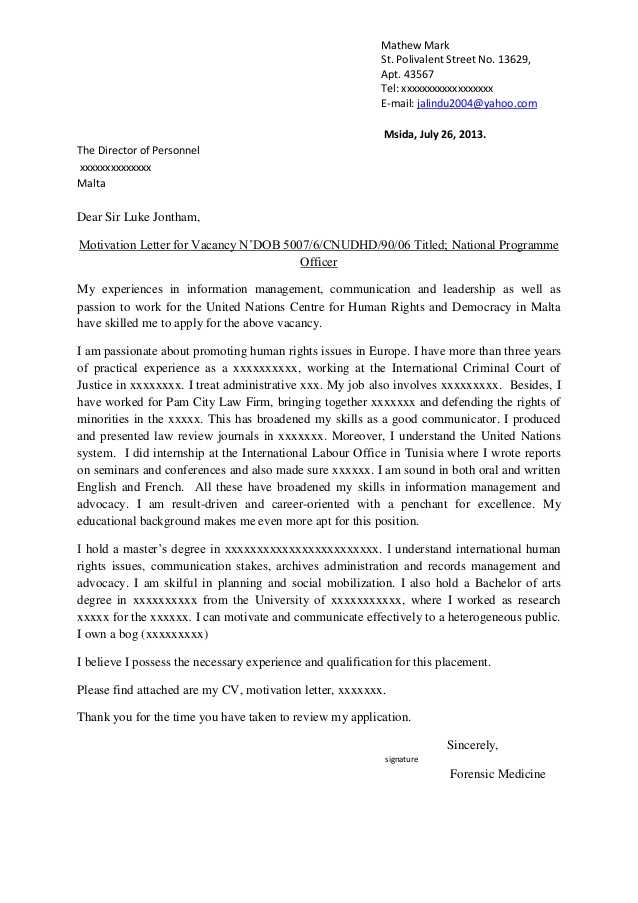 Mathew Mark
St. Polivalent Street No. 13629,
Apt. 43567
Tel: xxxxxxxxxxxxxxxxxx
E-mail: jalindu2004@yahoo.com
Msida, July 26, 2013.
The Director of Personnel
xxxxxxxxxxxxxx
Malta
Dear Sir Luke Jontham,
Motivation Letter for Vacancy N’DOB 5007/6/CNUDHD/90/06 Titled; National Programme
Officer
My experiences in information management, communication and leadership as well as
passion to work for the United Nations Centre for Human Rights and Democracy in Malta
have skilled me to apply for the above vacancy.
I am passionate about promoting human rights issues in Europe. I have more than three years
of practical experience as a xxxxxxxxxx, working at the International Criminal Court of
Justice in xxxxxxxx. I treat administrative xxx. My job also involves xxxxxxxxx. Besides, I
have worked for Pam City Law Firm, bringing together xxxxxxx and defending the rights of
minorities in the xxxxx. This has broadened my skills as a good communicator. I produced
and presented law review journals in xxxxxxx. Moreover, I understand the United Nations
system. I did internship at the International Labour Office in Tunisia where I wrote reports
on seminars and conferences and also made sure xxxxxx. I am sound in both oral and written
English and French. All these have broadened my skills in information management and
advocacy. I am result-driven and career-oriented with a penchant for excellence. My
educational background makes me even more apt for this position.
I hold a master’s degree in xxxxxxxxxxxxxxxxxxxxxxxx. I understand international human
rights issues, communication stakes, archives administration and records management and
advocacy. I am skilful in planning and social mobilization. I also hold a Bachelor of arts
degree in xxxxxxxxxx from the University of xxxxxxxxxxx, where I worked as research
xxxxx for the xxxxxx. I can motivate and communicate effectively to a heterogeneous public.
I own a bog (xxxxxxxxx)
I believe I possess the necessary experience and qualification for this placement.
Please find attached are my CV, motivation letter, xxxxxxx.
Thank you for the time you have taken to review my application.
Sincerely,
signature
Forensic Medicine